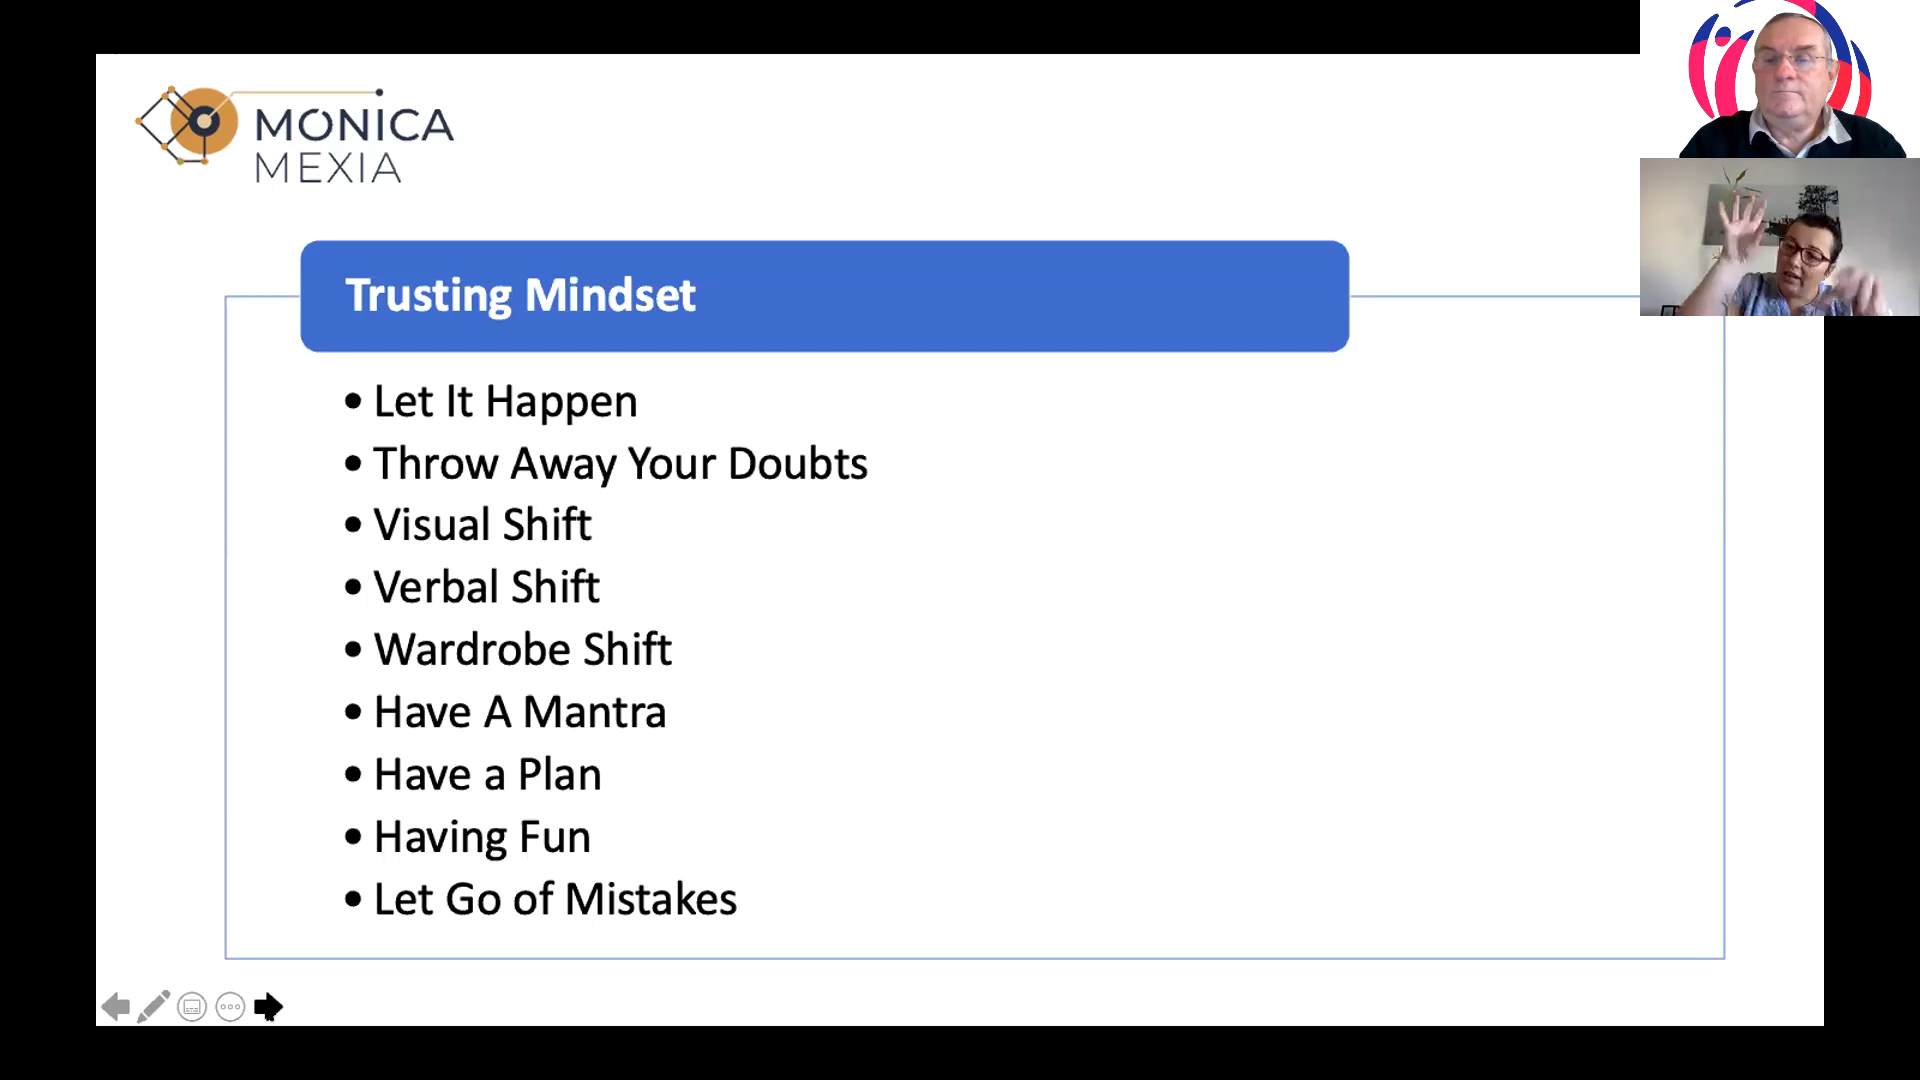 MONICA
MEXIA
Trusting Mindset
• Let It Happen
• Throw Away Your Doubts
• Visual Shift
• Verbal Shift
• Wardrobe Shift
• Have A Mantra
• Have a Plan
• Having Fun
• Let Go of Mistakes